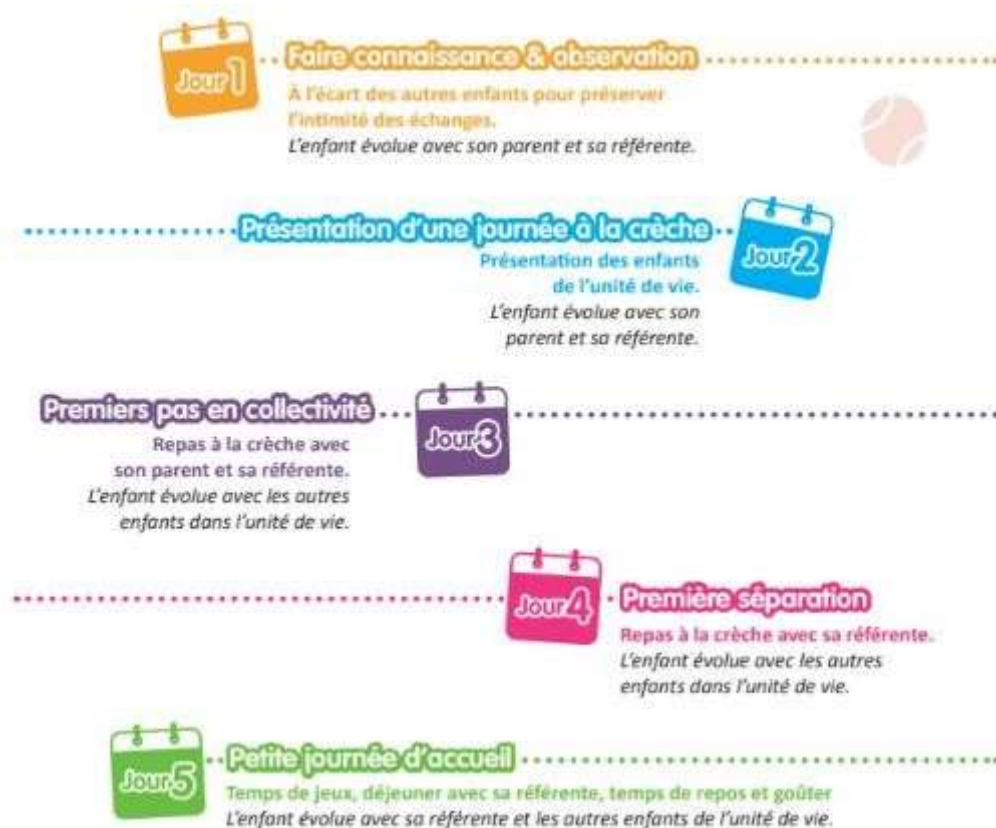 Jour 1
Faire connaissance & observation
À l'écart des autres enfants pour préserver
l'intimité des échanges.
L'enfant évolue avec son parent et sa référente.
Présentation d'une journée à la crèche
Jour 2
Présentation des enfants
de l'unité de vie.
L'enfant évolue avec son
parent et sa référente.
Premiers pas en collectivité
Jour 3
Repas à la crèche avec
son parent et sa référente.
L'enfant évolue avec les autres
enfants dans l'unité de vie.
Jour 4
Première séparation
Repas à la crèche avec sa référente.
L'enfant évolue avec les autres
enfants dans l'unité de vie.
Jour 5
Petite journée d'accueil
Temps de jeux, déjeuner avec sa référente, temps de repos et goûter
L'enfant évolue avec sa référente et les autres enfants de l'unité de vie.